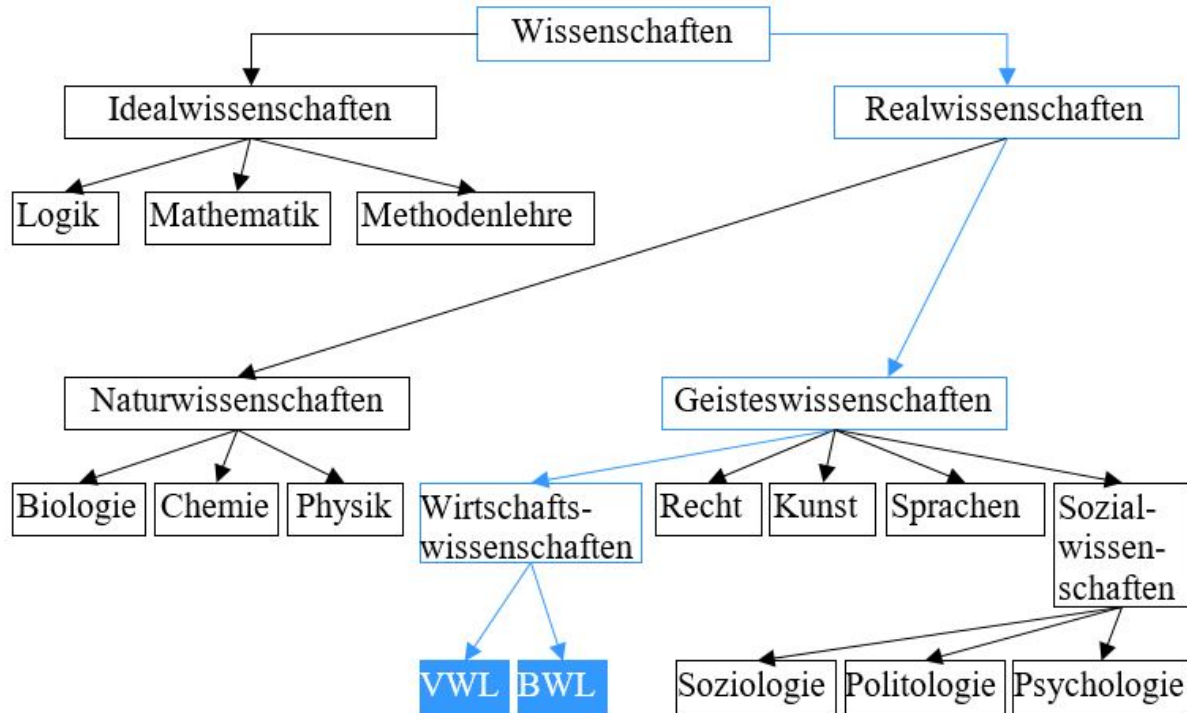 Wissenschaften
Idealwissenschaften
Realwissenschaften
Logik
Mathematik
Methodenlehre
Naturwissenschaften
Geisteswissenschaften
Biologie
Chemie
Physik
Wirtschafts-
wissenschaften
Recht
Kunst
Sprachen
Sozial-
wissen-
schaften
VWL
BWL
Soziologie
Politologie
Psychologie